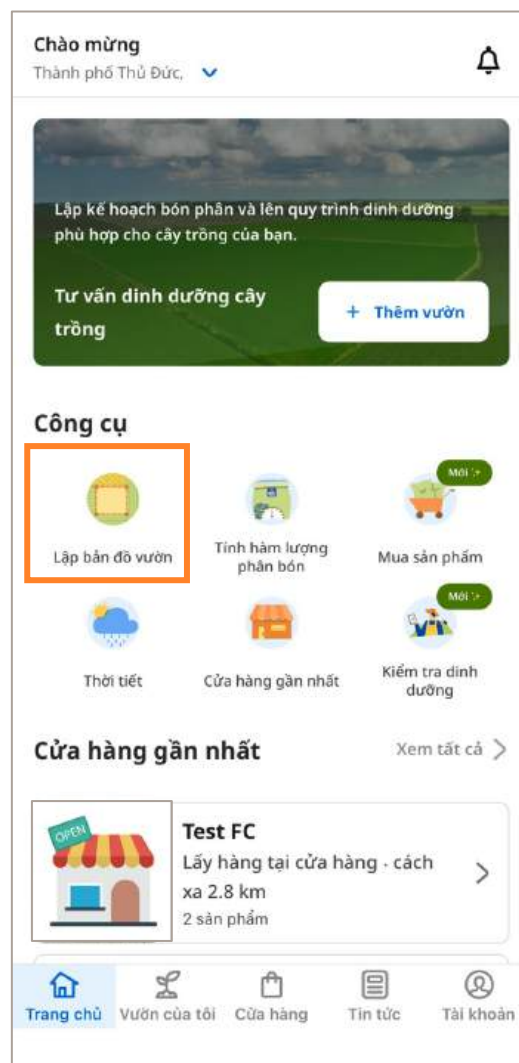 Chào mừng
Thành phố Thủ Đức,
Lập kế hoạch bón phân và lên quy trình dinh dưỡng
phù hợp cho cây trồng của bạn.
Tư vấn dinh dưỡng cây
trồng
+ Thêm vườn
Công cụ
Mới
Lập bản đồ vườn
Tính hàm lượng
phân bón
Mua sản phẩm
Mới
Thời tiết
Cửa hàng gần nhất
Kiểm tra dinh
dưỡng
Cửa hàng gần nhất
Xem tất cả
OPEN
Test FC
Lấy hàng tại cửa hàng · cách
xa 2.8 km
2 sản phẩm
Trang chủ
Vườn của tôi
Cửa hàng
Tin tức
Tài khoản